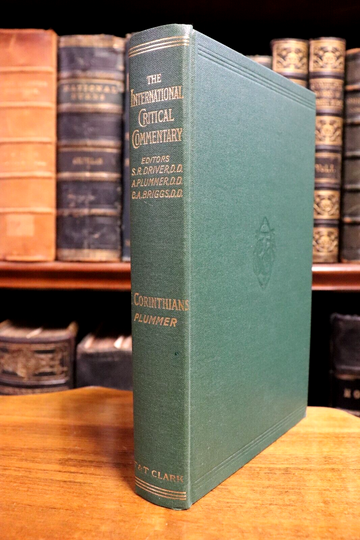 THE
INTERNATIONAL
CRITICAL
COMMENTARY
EDITORS
S.R.DRIVER,D.D.
A.PLUMMER,D.D.
C.A.BRIGGS,D.D.
CORINTHIANS
PLUMMER
T&T CLARK